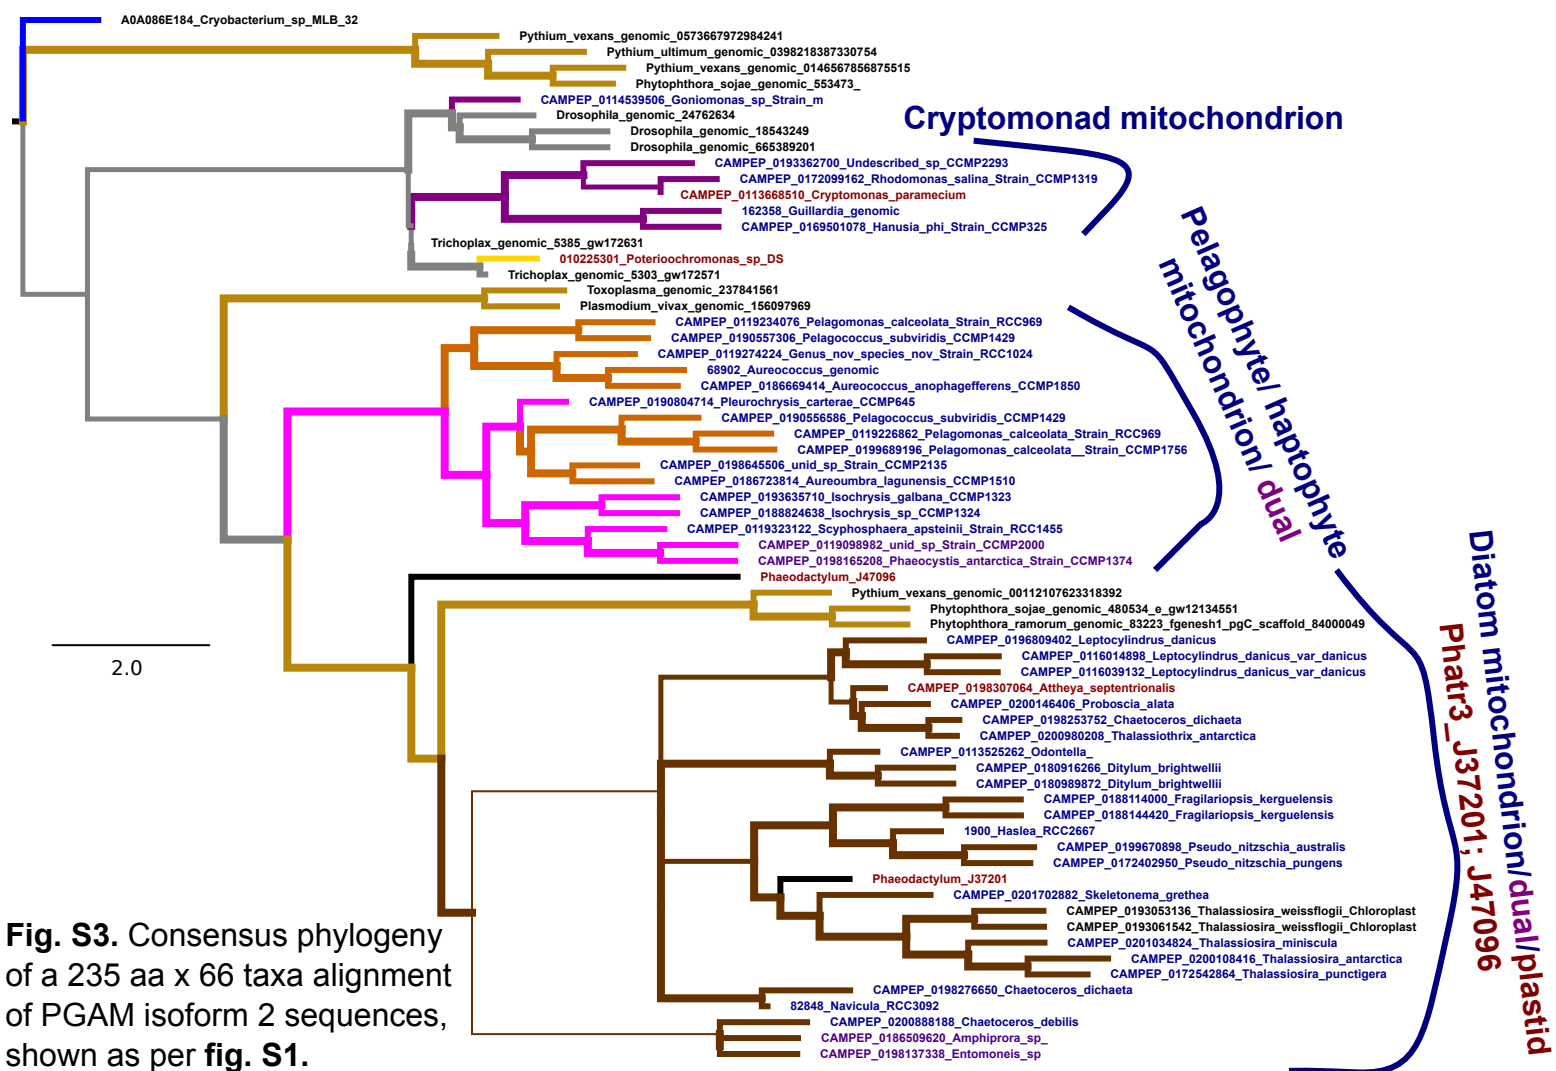 A0A086E184_Cryobacterium_sp_MLB_32
Pythium_vexans_genomic_0573667972984241
Pythium_ultimum_genomic_0398218387330754
Pythium_vexans_genomic_0146567856875515
Phytophthora_sojae_genomic_553473_
CAMPEP_0114539506_Goniomonas_sp_Strain_m
Drosophila_genomic_24762634
Drosophila_genomic_18543249
Drosophila_genomic_665389201
Cryptomonad mitochondrion
CAMPEP_0193362700_Undescribed_sp_CCMP2293
CAMPEP_0172099162_Rhodomonas_salina_Strain_CCMP1319
CAMPEP_0113668510_Cryptomonas_paramecium
162358_Guillardia_genomic
CAMPEP_0169501078_Hanusia_phi_Strain_CCMP325
Trichoplax_genomic_5385_gw172631
010225301_Poterioochromonas_sp_DS
Trichoplax_genomic_5303_gw172571
Toxoplasma_genomic_237841561
Plasmodium_vivax_genomic_156097969
Pelagophyte/ haptophyte
mitochondrion/ dual
CAMPEP_0119234076_Pelagomonas_calceolata_Strain_RCC969
CAMPEP_0190557306_Pelagococcus_subviridis_CCMP1429
CAMPEP_0119274224_Genus_nov_species_nov_Strain_RCC1024
68902_Aureococcus_genomic
CAMPEP_0186669414_Aureococcus_anophagefferens_CCMP1850
CAMPEP_0190804714_Pleurochrysis_carterae_CCMP645
CAMPEP_0190556586_Pelagococcus_subviridis_CCMP1429
CAMPEP_0119226862_Pelagomonas_calceolata_Strain_RCC969
CAMPEP_0199689196_Pelagomonas_calceolata__Strain_CCMP1756
CAMPEP_0198645506_unid_sp_Strain_CCMP2135
CAMPEP_0186723814_Aureoumbra_lagunensis_CCMP1510
CAMPEP_0193635710_Isochrysis_galbana_CCMP1323
CAMPEP_0188824638_Isochrysis_sp_CCMP1324
CAMPEP_0119323122_Scyphosphaera_apsteinii_Strain_RCC1455
CAMPEP_0119098982_unid_sp_Strain_CCMP2000
CAMPEP_0198165208_Phaeocystis_antarctica_Strain_CCMP1374
Phaeodactylum_J47096
Pythium_vexans_genomic_00112107623318392
Phytophthora_sojae_genomic_480534_e_gw12134551
Phytophthora_ramorum_genomic_83223_fgenesh1_pgC_scaffold_84000049
Diatom mitochondrion/dual/plastid
Phatr3_J37201; J47096
2.0
CAMPEP_0196809402_Leptocylindrus_danicus
CAMPEP_0116014898_Leptocylindrus_danicus_var_danicus
CAMPEP_0116039132_Leptocylindrus_danicus_var_danicus
CAMPEP_0198307064_Attheya_septentrionalis
CAMPEP_0200146406_Proboscia_alata
CAMPEP_0198253752_Chaetoceros_dichaeta
CAMPEP_0200980208_Thalassiothrix_antarctica
CAMPEP_0113525262_Odontella_
CAMPEP_0180916266_Ditylum_brightwellii
CAMPEP_0180989872_Ditylum_brightwellii
CAMPEP_0188114000_Fragilariopsis_kerguelensis
CAMPEP_0188144420_Fragilariopsis_kerguelensis
1900_Haslea_RCC2667
CAMPEP_0199670898_Pseudo_nitzschia_australis
CAMPEP_0172402950_Pseudo_nitzschia_pungens
Phaeodactylum_J37201
CAMPEP_0201702882_Skeletonema_grethea
CAMPEP_0193053136_Thalassiosira_weissflogii_Chloroplast
CAMPEP_0193061542_Thalassiosira_weissflogii_Chloroplast
CAMPEP_0201034824_Thalassiosira_miniscula
CAMPEP_0200108416_Thalassiosira_antarctica
CAMPEP_0172542864_Thalassiosira_punctigera
CAMPEP_0198276650_Chaetoceros_dichaeta
82848_Navicula_RCC3092
CAMPEP_0200888188_Chaetoceros_debilis
CAMPEP_0186509620_Amphiprora_sp_
CAMPEP_0198137338_Entomoneis_sp
Fig. S3. Consensus phylogeny
of a 235 aa x 66 taxa alignment
of PGAM isoform 2 sequences,
shown as per fig. S1.